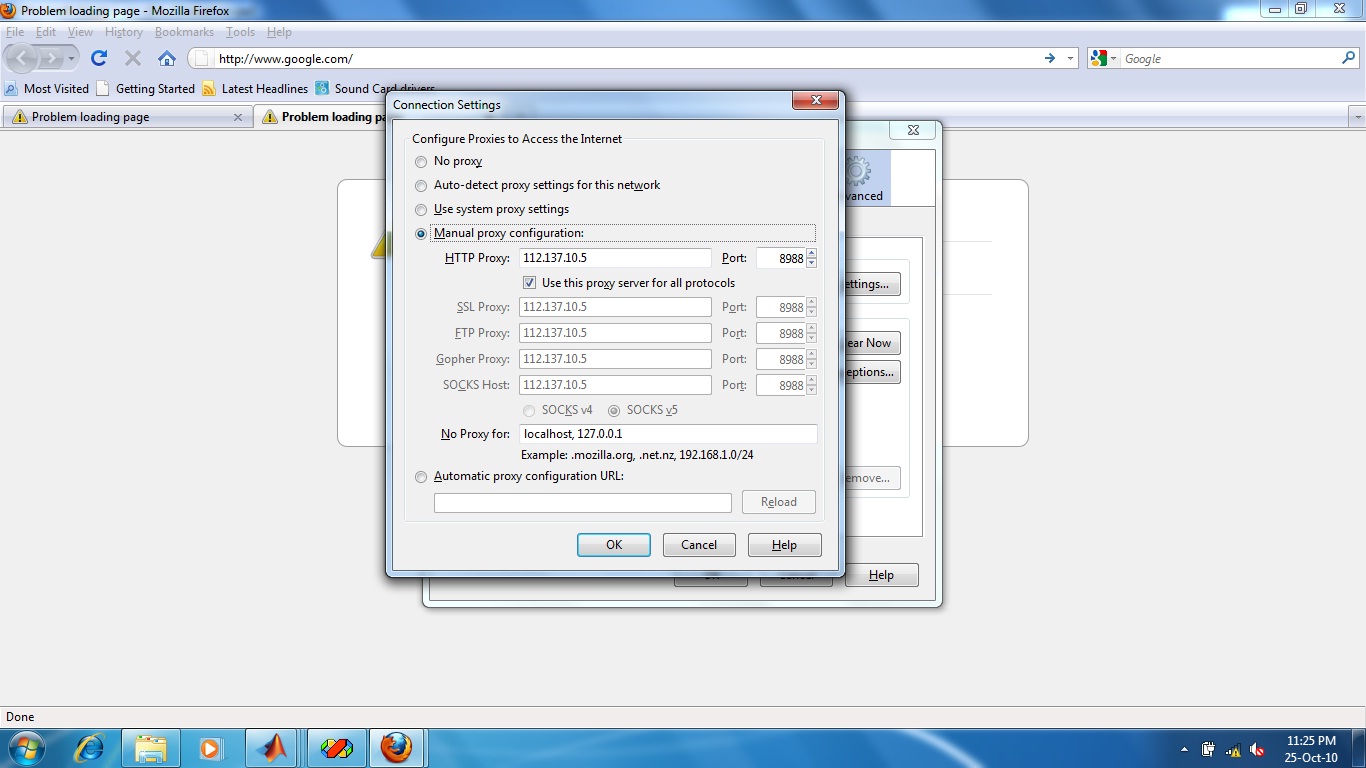 Problem loading page - Mozilla Firefox
File Edit View History Bookmarks Tools Help
http://www.google.com/
Google
Most Visited Getting Started Latest Headlines Sound Card drivers
Problem loading page
Problem loading pa
Connection Settings
Configure Proxies to Access the Internet
No proxy
Auto-detect proxy settings for this network
Use system proxy settings
Manual proxy configuration:
HTTP Proxy: 112.137.10.5 Port: 8988
Use this proxy server for all protocols
SSL Proxy: 112.137.10.5 Port: 8988
FTP Proxy: 112.137.10.5 Port: 8988
Gopher Proxy: 112.137.10.5 Port: 8988
SOCKS Host: 112.137.10.5 Port: 8988
SOCKS v4 SOCKS v5
No Proxy for: localhost, 127.0.0.1
Example: .mozilla.org, .net.nz, 192.168.1.0/24
Automatic proxy configuration URL:
Reload
OK Cancel Help
vanced
ettings...
ear Now
eptions...
emove...
Help
Done
11:25 PM
25-Oct-10